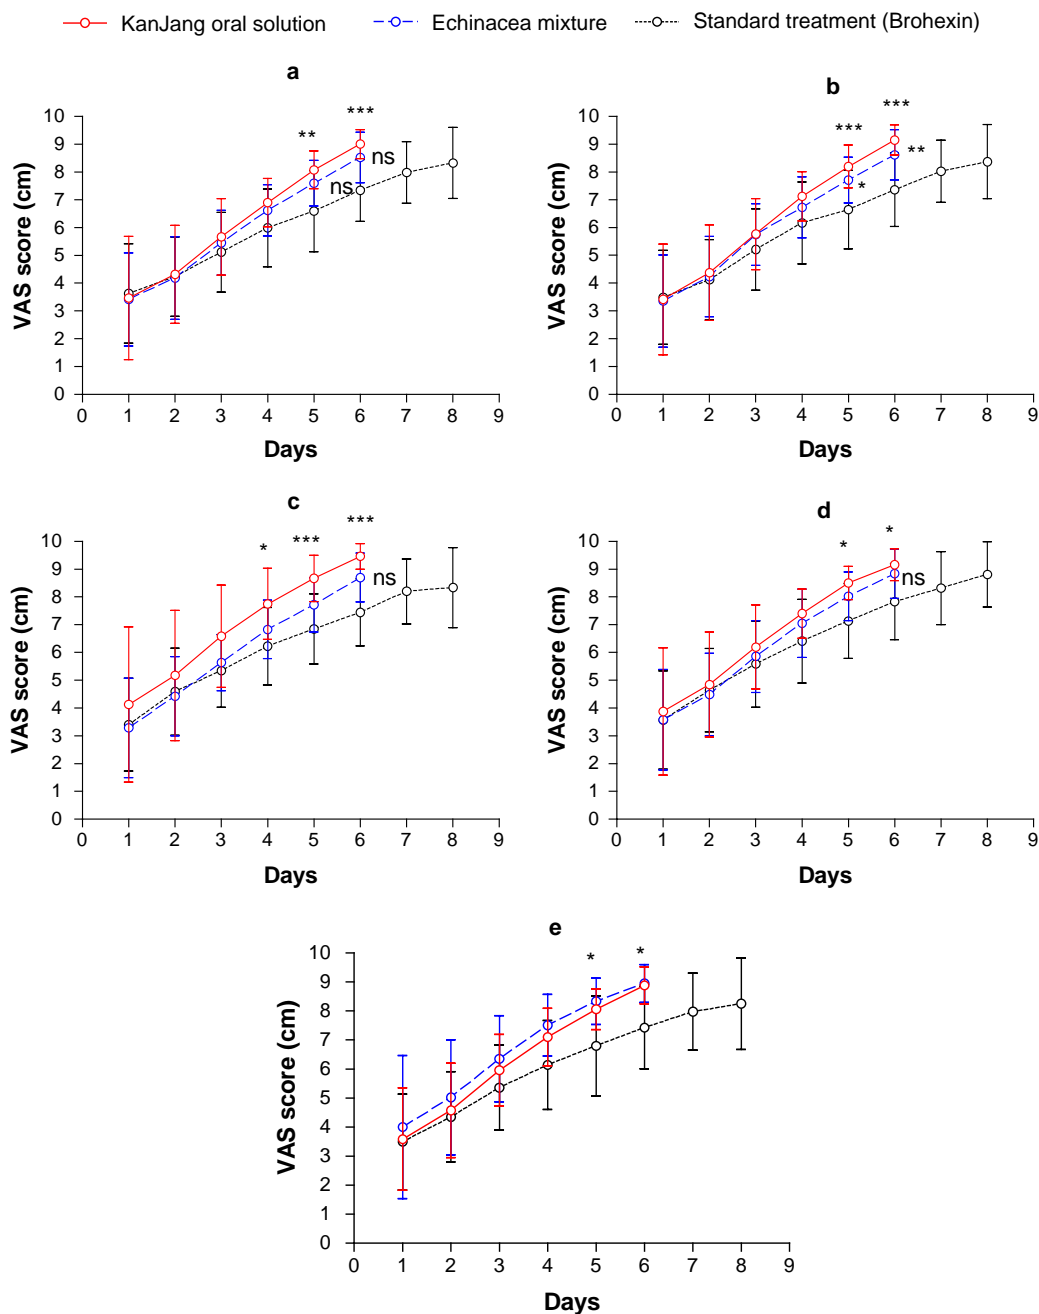 KanJang oral solution Echinacea mixture Standard treatment (Brohexin)
a
VAS score (cm)
10
9
8
7
6
5
4
3
2
1
0
** ***
ns
ns
0 1 2 3 4 5 6 7 8 9
Days
b
VAS score (cm)
10
9
8
7
6
5
4
3
2
1
0
*** ***
**
*
0 1 2 3 4 5 6 7 8 9
Days
c
VAS score (cm)
10
9
8
7
6
5
4
3
2
1
0
* *** ***
ns
0 1 2 3 4 5 6 7 8 9
Days
d
VAS score (cm)
10
9
8
7
6
5
4
3
2
1
0
* *
ns
0 1 2 3 4 5 6 7 8 9
Days
e
VAS score (cm)
10
9
8
7
6
5
4
3
2
1
0
* *
0 1 2 3 4 5 6 7 8 9
Days